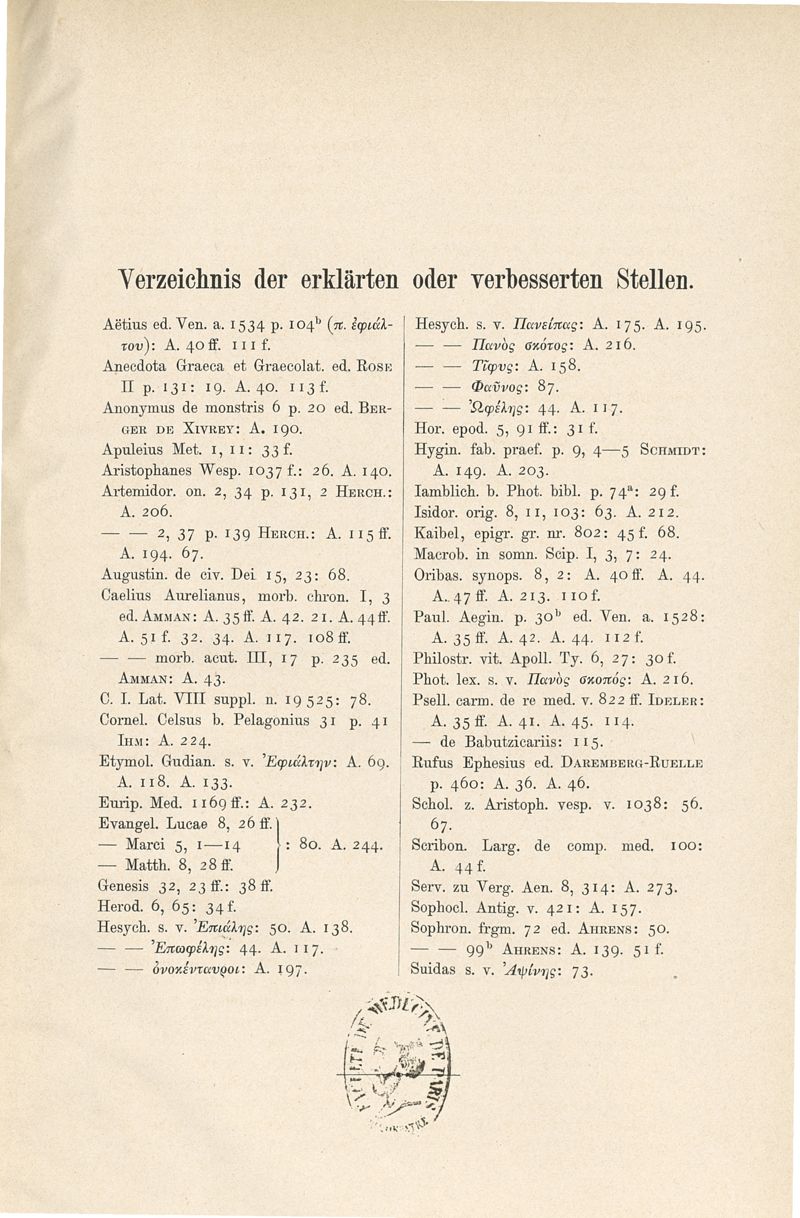 Verzeichnis der erklärten oder verbesserten Stellen.
Aëtius ed. Ven. a. 1534 p. 104ᵇ (π. ἐφιάλ-
του): A. 40 ff. 111 f.
Anecdota Graeca et Graecolat. ed. ROSE
II p. 131: 19. A. 40. 113 f.
Anonymus de monstris 6 p. 20 ed. BER-
GER DE XIVREY: A. 190.
Apuleius Met. 1, 11: 33 f.
Aristophanes Wesp. 1037 f.: 26. A. 140.
Artemidor. on. 2, 34 p. 131, 2 HERCH.:
A. 206.
— — 2, 37 p. 139 HERCH.: A. 115 ff.
A. 194. 67.
Augustin. de civ. Dei 15, 23: 68.
Caelius Aurelianus, morb. chron. I, 3
ed. AMMAN: A. 35 ff. A. 42. 21. A. 44 ff.
A. 51 f. 32. 34. A. 117. 108 ff.
— — morb. acut. III, 17 p. 235 ed.
AMMAN: A. 43.
C. I. Lat. VIII suppl. n. 19 525: 78.
Cornel. Celsus b. Pelagonius 31 p. 41
IHM: A. 224.
Etymol. Gudian. s. v. Ἐφιάλτην: A. 69.
A. 118. A. 133.
Eurip. Med. 1169 ff.: A. 232.
Evangel. Lucae 8, 26 ff.
— Marci 5, 1—14 } : 80. A. 244.
— Matth. 8, 28 ff.
Genesis 32, 23 ff.: 38 ff.
Herod. 6, 65: 34 f.
Hesych. s. v. Ἐπιάλης: 50. A. 138.
— — Ἐπωφέλης: 44. A. 117.
— — ὀνοκένταυροι: A. 197.
Hesych. s. v. Πανείπας: A. 175. A. 195.
— — Πανὸς σκότος: A. 216.
— — Τῖφυς: A. 158.
— — Φαῦνος: 87.
— — Ὠφέλης: 44. A. 117.
Hor. epod. 5, 91 ff.: 31 f.
Hygin. fab. praef. p. 9, 4—5 SCHMIDT:
A. 149. A. 203.
Iamblich. b. Phot. bibl. p. 74ᵃ: 29 f.
Isidor. orig. 8, 11, 103: 63. A. 212.
Kaibel, epigr. gr. nr. 802: 45 f. 68.
Macrob. in somn. Scip. I, 3, 7: 24.
Oribas. synops. 8, 2: A. 40 ff. A. 44.
A. 47 ff. A. 213. 110 f.
Paul. Aegin. p. 30ᵇ ed. Ven. a. 1528:
A. 35 ff. A. 42. A. 44. 112 f.
Philostr. vit. Apoll. Ty. 6, 27: 30 f.
Phot. lex. s. v. Πανὸς σκοπός: A. 216.
Psell. carm. de re med. v. 822 ff. IDELER:
A. 35 ff. A. 41. A. 45. 114.
— de Babutzicariis: 115.
Rufus Ephesius ed. DAREMBERG-RUELLE
p. 460: A. 36. A. 46.
Schol. z. Aristoph. vesp. v. 1038: 56.
67.
Scribon. Larg. de comp. med. 100:
A. 44 f.
Serv. zu Verg. Aen. 8, 314: A. 273.
Sophocl. Antig. v. 421: A. 157.
Sophron. frgm. 72 ed. AHRENS: 50.
— — 99ᵇ AHRENS: A. 139. 51 f.
Suidas s. v. Ἀψίνης: 73.
DE MEDECINE DE PARIS